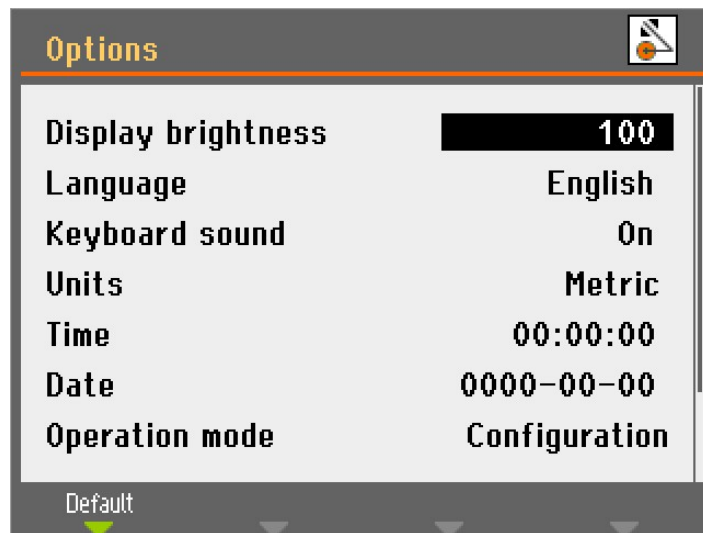 Options
Display brightness 100
Language English
Keyboard sound On
Units Metric
Time 00:00:00
Date 0000-00-00
Operation mode Configuration
Default